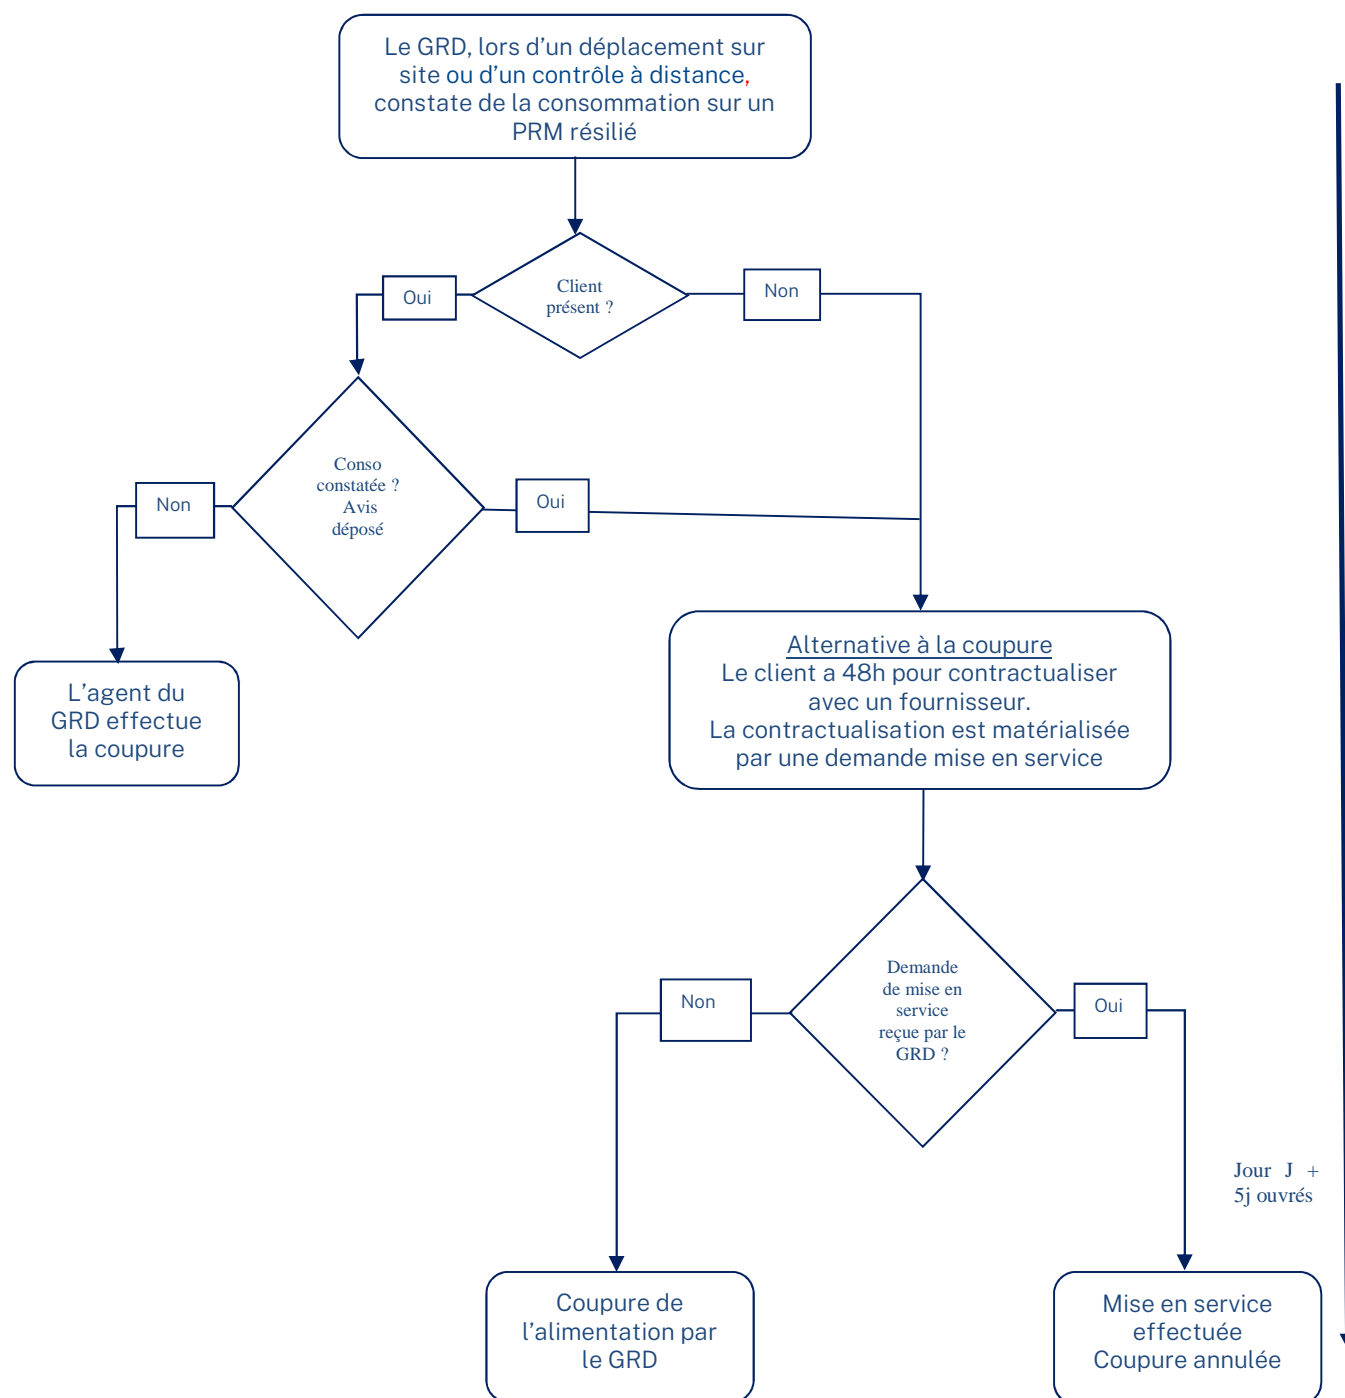 Le GRD, lors d’un déplacement sur
site ou d’un contrôle à distance,
constate de la consommation sur un
PRM résilié
Client
présent ?
Oui
Non
Conso
constatée ?
Avis
déposé
Non
Oui
L’agent du
GRD effectue
la coupure
Alternative à la coupure
Le client a 48h pour contractualiser
avec un fournisseur.
La contractualisation est matérialisée
par une demande mise en service
Demande
de mise en
service
reçue par le
GRD ?
Non
Oui
Jour J +
5j ouvrés
Coupure de
l’alimentation par
le GRD
Mise en service
effectuée
Coupure annulée